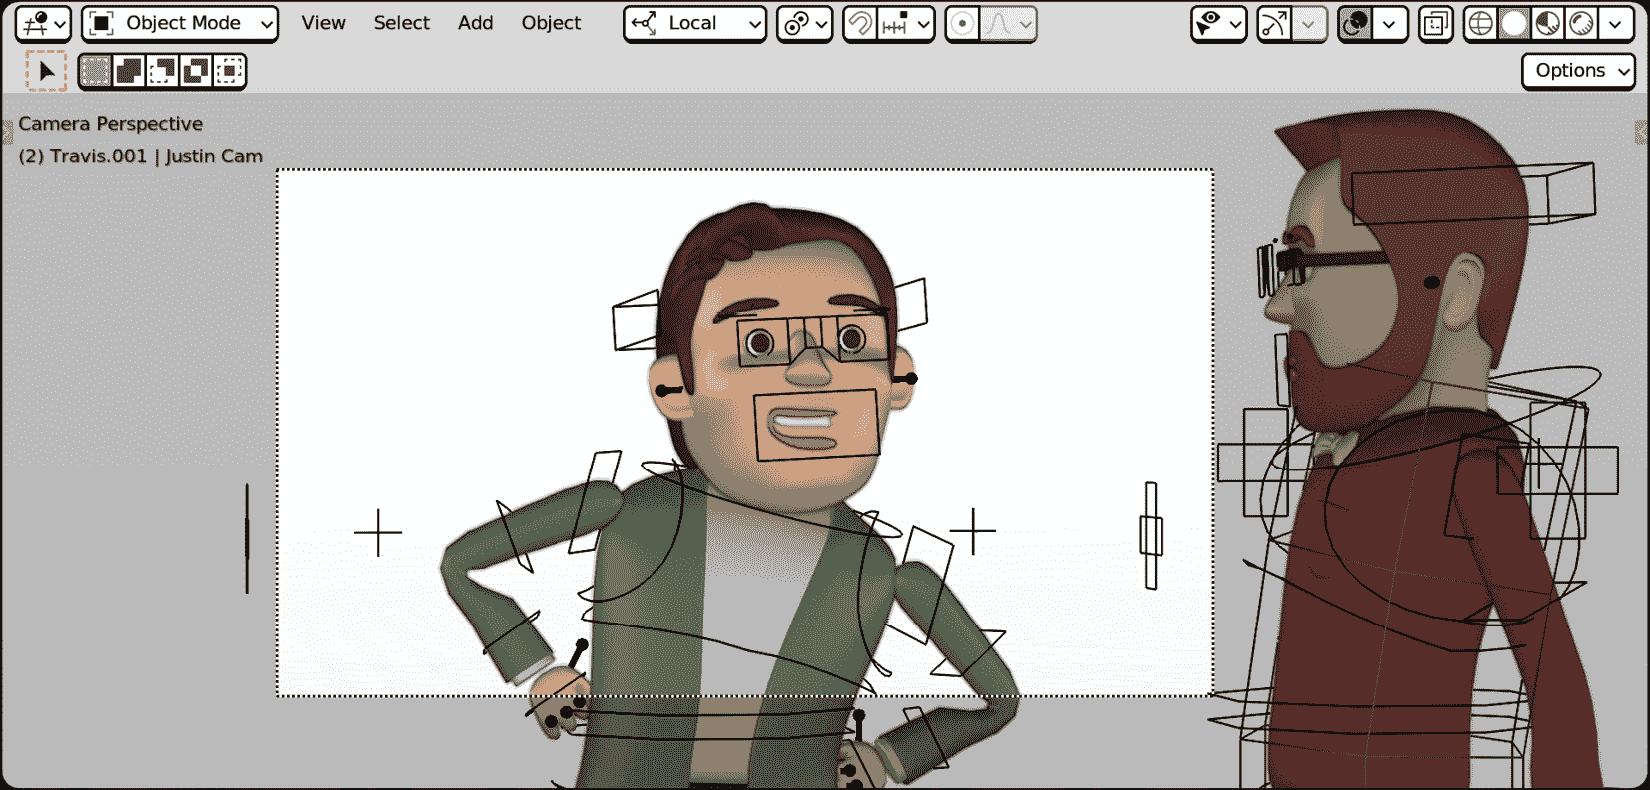 Object Mode View Select Add Object Local
Options
Camera Perspective
(2) Travis.001 | Justin Cam